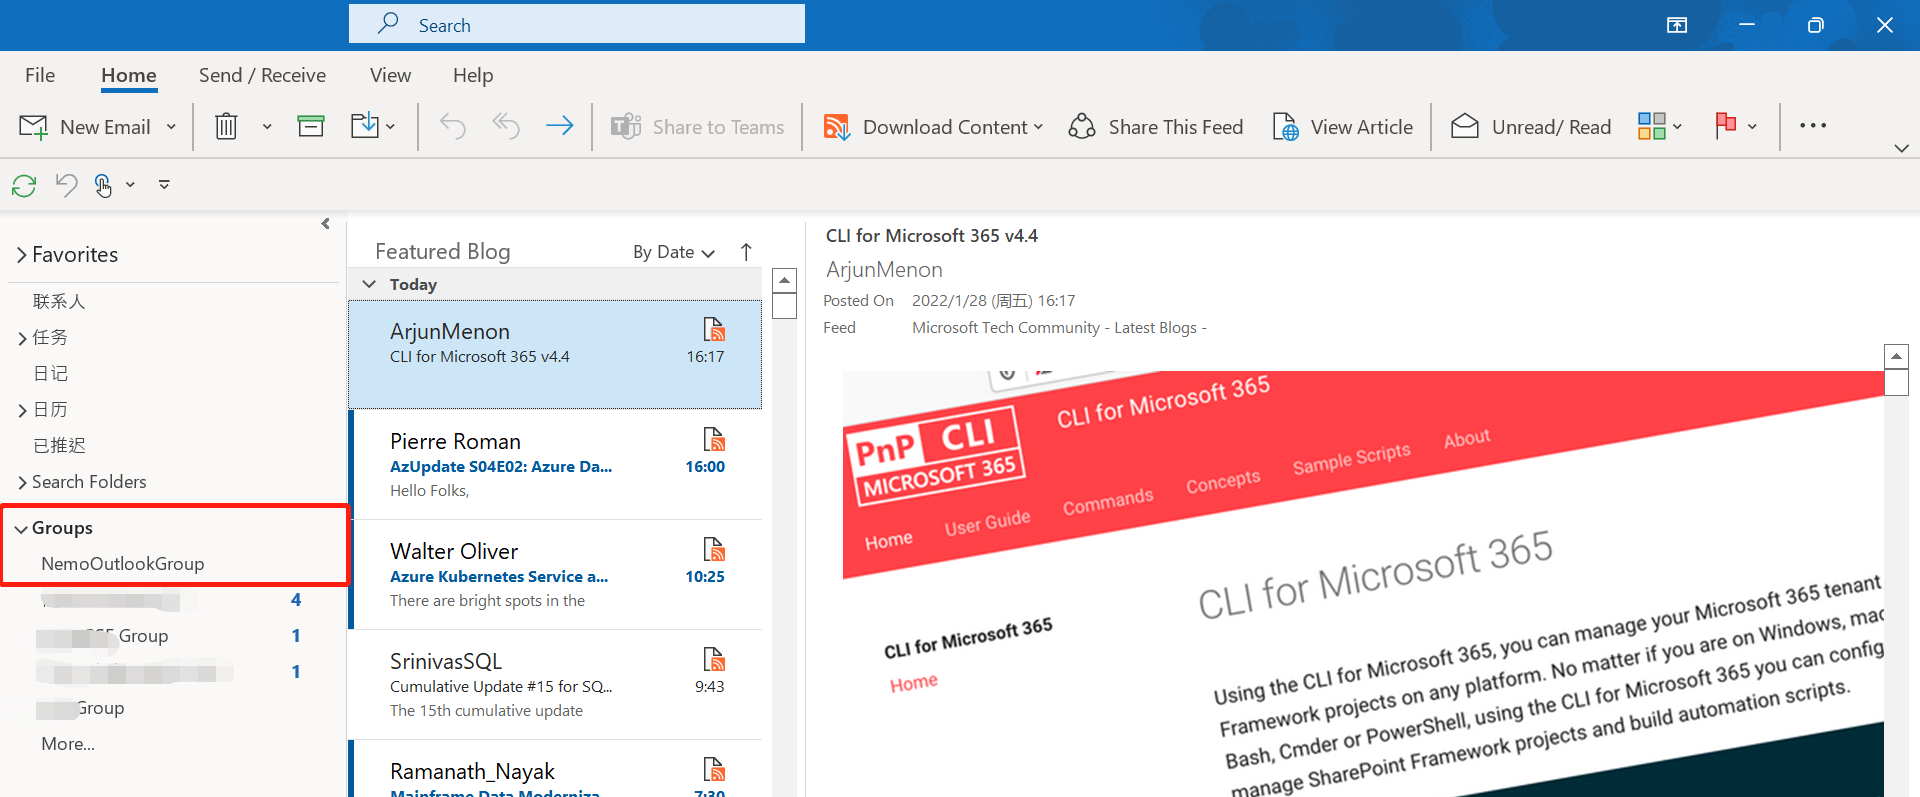 Search
File Home Send / Receive View Help
New Email Share to Teams Download Content Share This Feed View Article Unread/ Read
Favorites
联系人
任务
日记
日历
已推迟
Search Folders
Groups
NemoOutlookGroup
4
Group 1
1
Group
More...
Featured Blog By Date
Today
ArjunMenon
CLI for Microsoft 365 v4.4 16:17
Pierre Roman
AzUpdate S04E02: Azure Da... 16:00
Hello Folks,
Walter Oliver
Azure Kubernetes Service a... 10:25
There are bright spots in the
SrinivasSQL
Cumulative Update #15 for SQ... 9:43
The 15th cumulative update
Ramanath_Nayak
Mainframe Data Moderniza... 7:30
CLI for Microsoft 365 v4.4
ArjunMenon
Posted On 2022/1/28 (周五) 16:17
Feed Microsoft Tech Community - Latest Blogs -
PnP CLI
MICROSOFT 365
CLI for Microsoft 365
Home User Guide Commands Concepts Sample Scripts About
CLI for Microsoft 365
Home
CLI for Microsoft 365
Using the CLI for Microsoft 365, you can manage your Microsoft 365 tenant
Framework projects on any platform. No matter if you are on Windows, mac
Bash, Cmder or PowerShell, using the CLI for Microsoft 365 you can config
manage SharePoint Framework projects and build automation scripts.